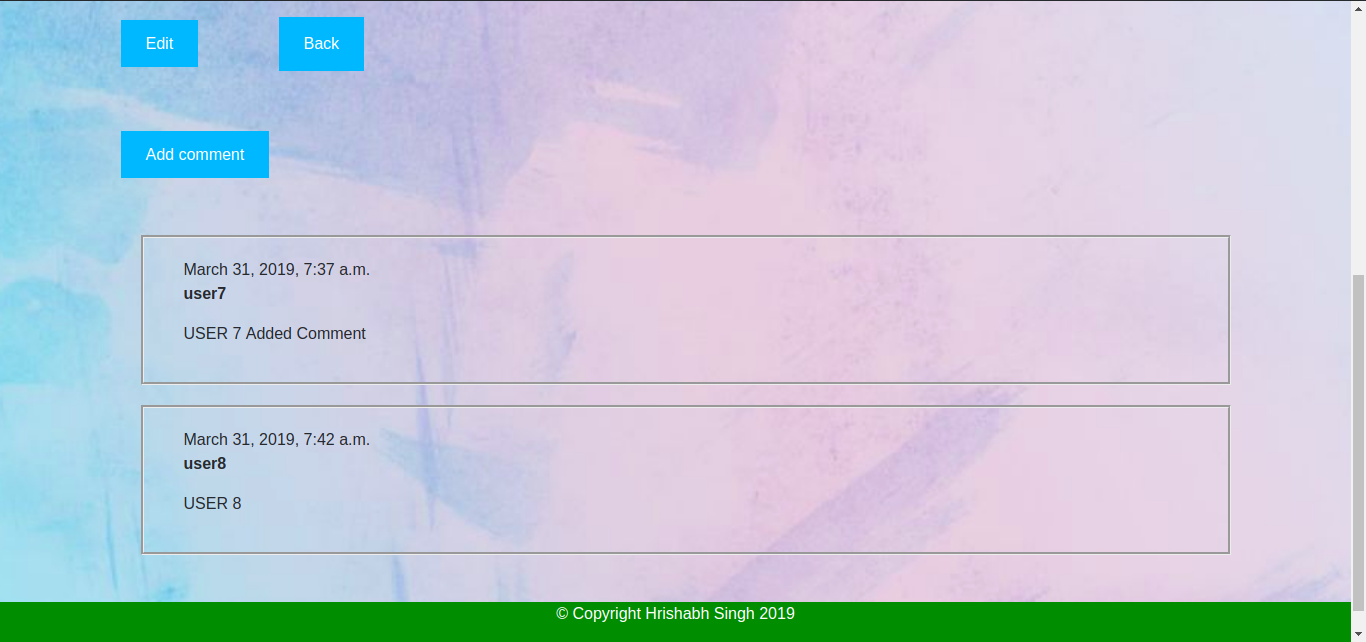 Edit
Back
Add comment
March 31, 2019, 7:37 a.m.
user7
USER 7 Added Comment
March 31, 2019, 7:42 a.m.
user8
USER 8
© Copyright Hrishabh Singh 2019